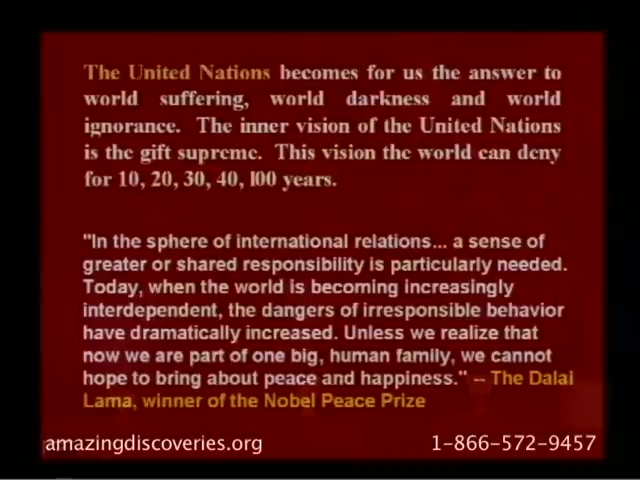 The United Nations becomes for us the answer to
world suffering, world darkness and world
ignorance. The inner vision of the United Nations
is the gift supreme. This vision the world can deny
for 10, 20, 30, 40, 100 years.
"In the sphere of international relations... a sense of
greater or shared responsibility is particularly needed.
Today, when the world is becoming increasingly
interdependent, the dangers of irresponsible behavior
have dramatically increased. Unless we realize that
now we are part of one big, human family, we cannot
hope to bring about peace and happiness." -- The Dalai
Lama, winner of the Nobel Peace Prize
amazingdiscoveries.org 1-866-572-9457